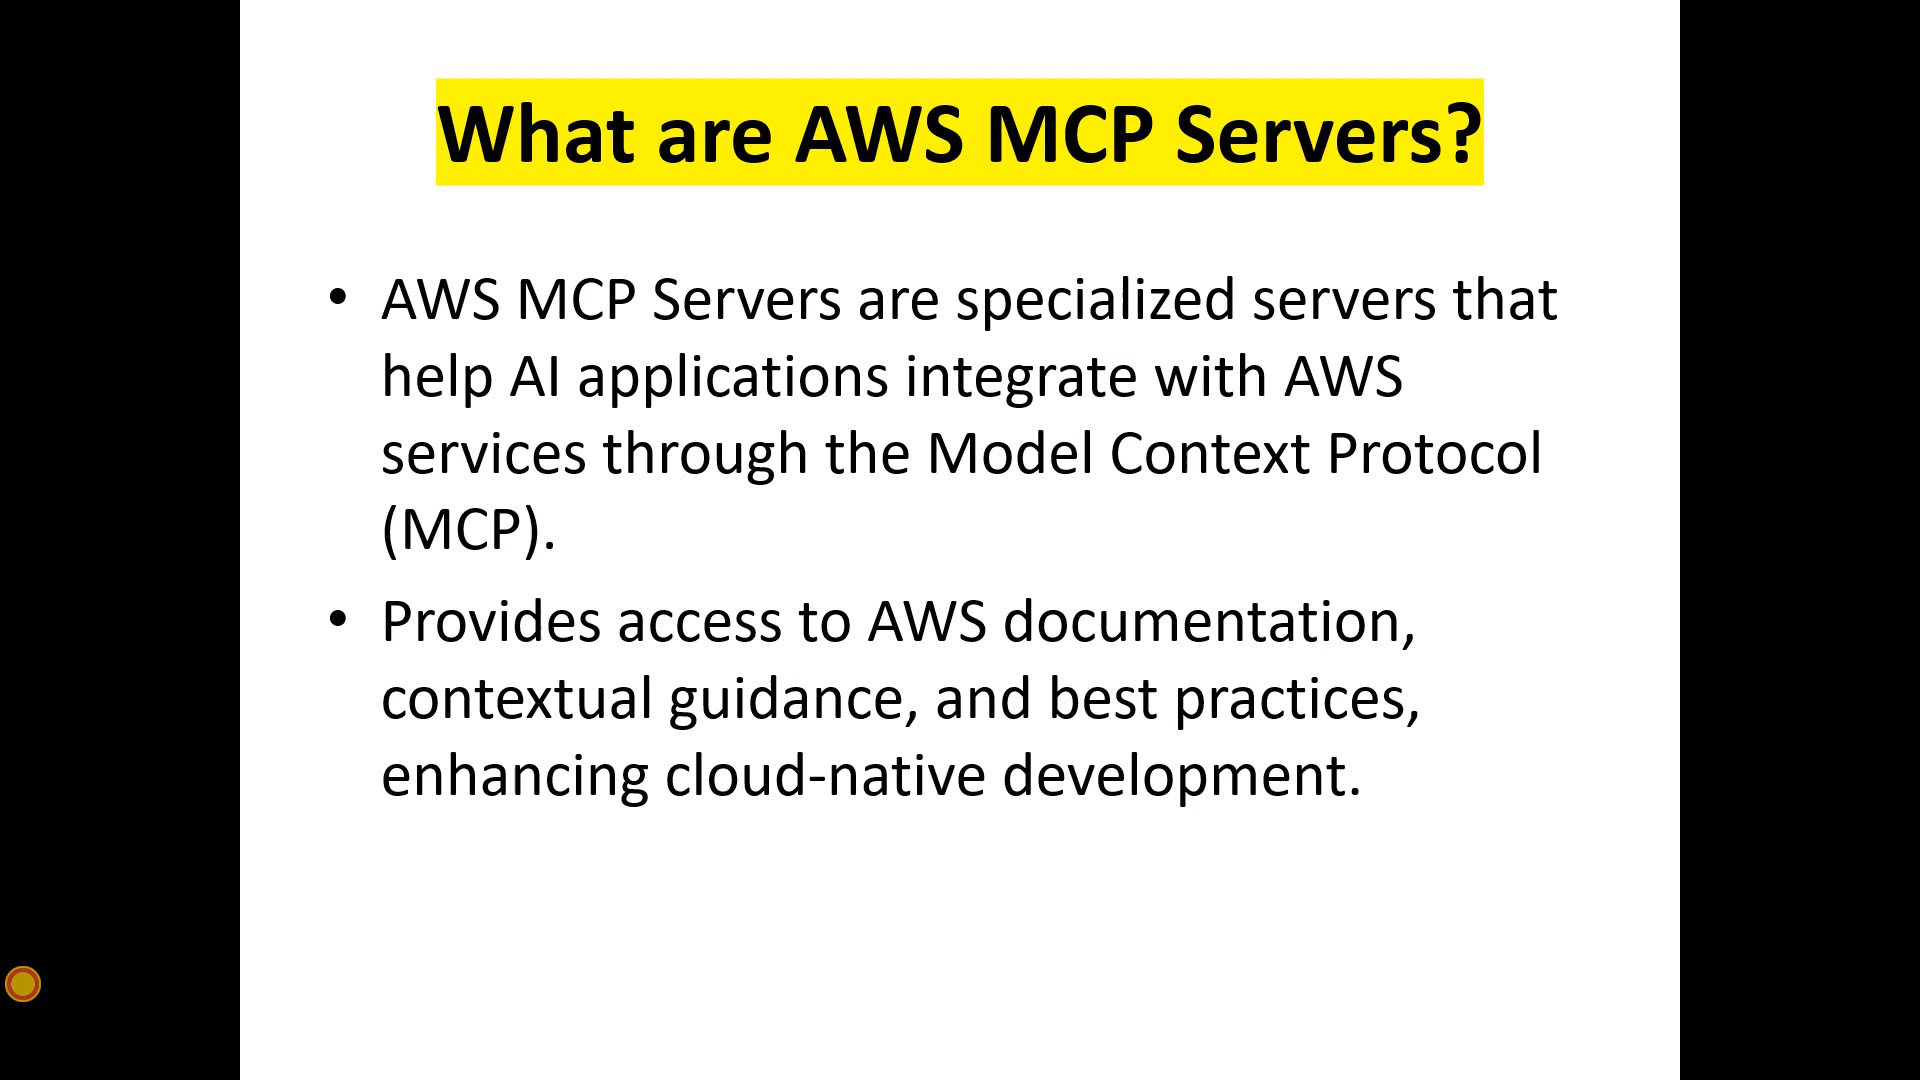 What are AWS MCP Servers?
• AWS MCP Servers are specialized servers that
help AI applications integrate with AWS
services through the Model Context Protocol
(MCP).
• Provides access to AWS documentation,
contextual guidance, and best practices,
enhancing cloud-native development.